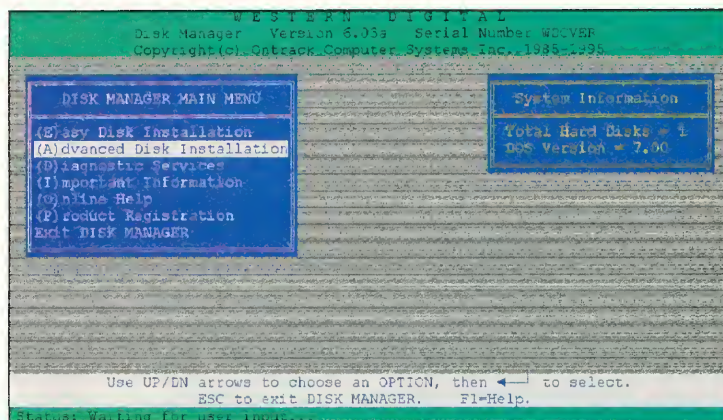 WESTERN DIGITAL
Disk Manager Version 6.03a Serial Number WDOVER
Copyright(c) Ontrack Computer Systems Inc. 1985-1995
DISK MANAGER MAIN MENU
(E)asy Disk Installation
(A)dvanced Disk Installation
(D)iagnostic Services
(I)mportant Information
(O)nline Help
(P)roduct Registration
Exit DISK MANAGER
System Information
Total Hard Disks = 1
DOS Version = 7.00
Use UP/DN arrows to choose an OPTION, then ◄─┘ to select.
ESC to exit DISK MANAGER. F1=Help.
Status: Waiting for user input...